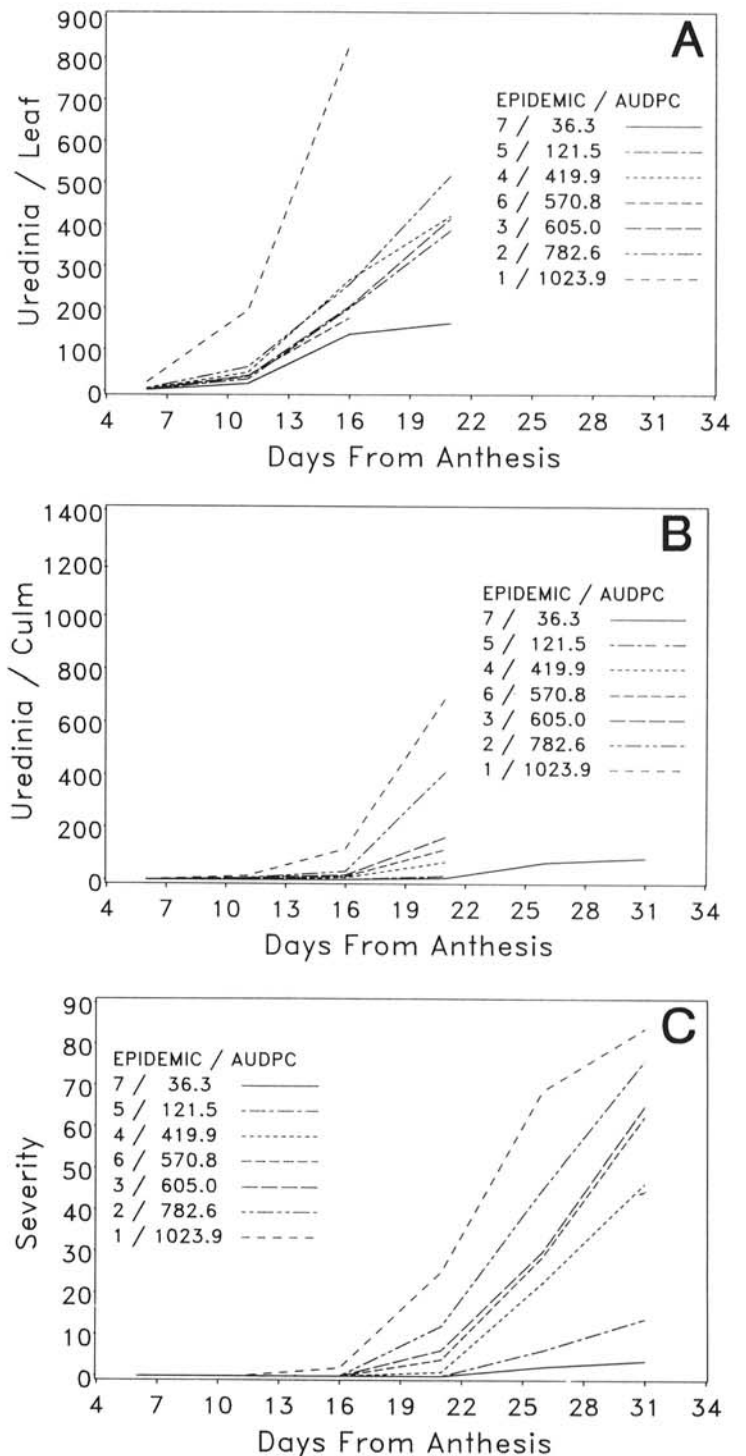 A
900
800
700
600
500
400
300
200
100
0
Uredinia / Leaf
EPIDEMIC / AUDPC
7 / 36.3
5 / 121.5
4 / 419.9
6 / 570.8
3 / 605.0
2 / 782.6
1 / 1023.9
4 7 10 13 16 19 22 25 28 31 34
Days From Anthesis
B
1400
1200
1000
800
600
400
200
0
Uredinia / Culm
EPIDEMIC / AUDPC
7 / 36.3
5 / 121.5
4 / 419.9
6 / 570.8
3 / 605.0
2 / 782.6
1 / 1023.9
4 7 10 13 16 19 22 25 28 31 34
Days From Anthesis
C
90
80
70
60
50
40
30
20
10
0
Severity
EPIDEMIC / AUDPC
7 / 36.3
5 / 121.5
4 / 419.9
6 / 570.8
3 / 605.0
2 / 782.6
1 / 1023.9
4 7 10 13 16 19 22 25 28 31 34
Days From Anthesis